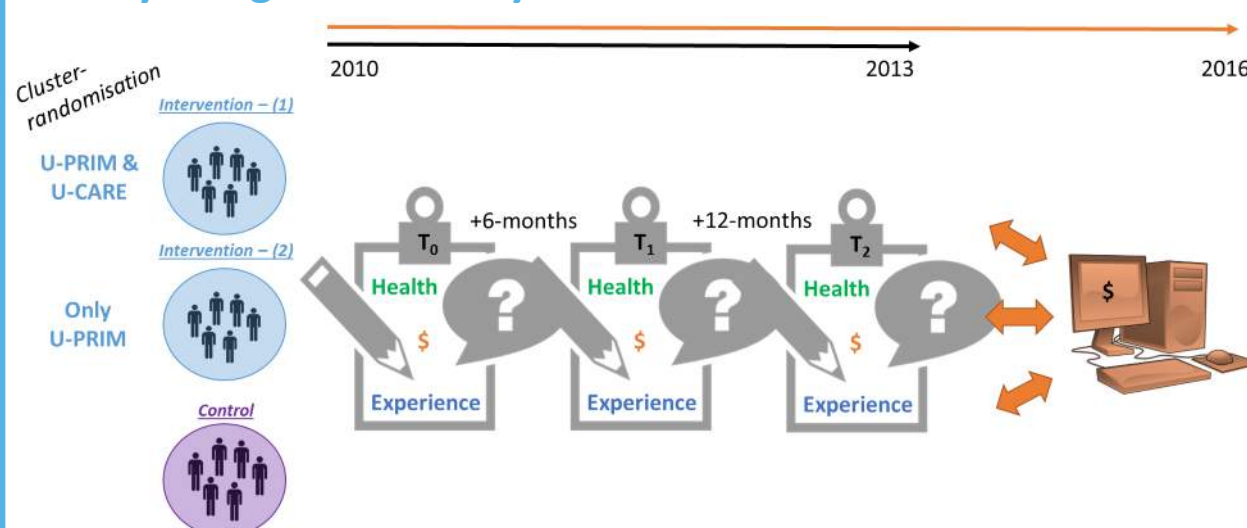 2010
2013
2016
Cluster-
randomisation
Intervention – (1)
U-PRIM &
U-CARE
Intervention – (2)
Only
U-PRIM
Control
+6-months
+12-months
T₀
Health
$
Experience
?
T₁
Health
$
Experience
?
T₂
Health
$
Experience
?
$